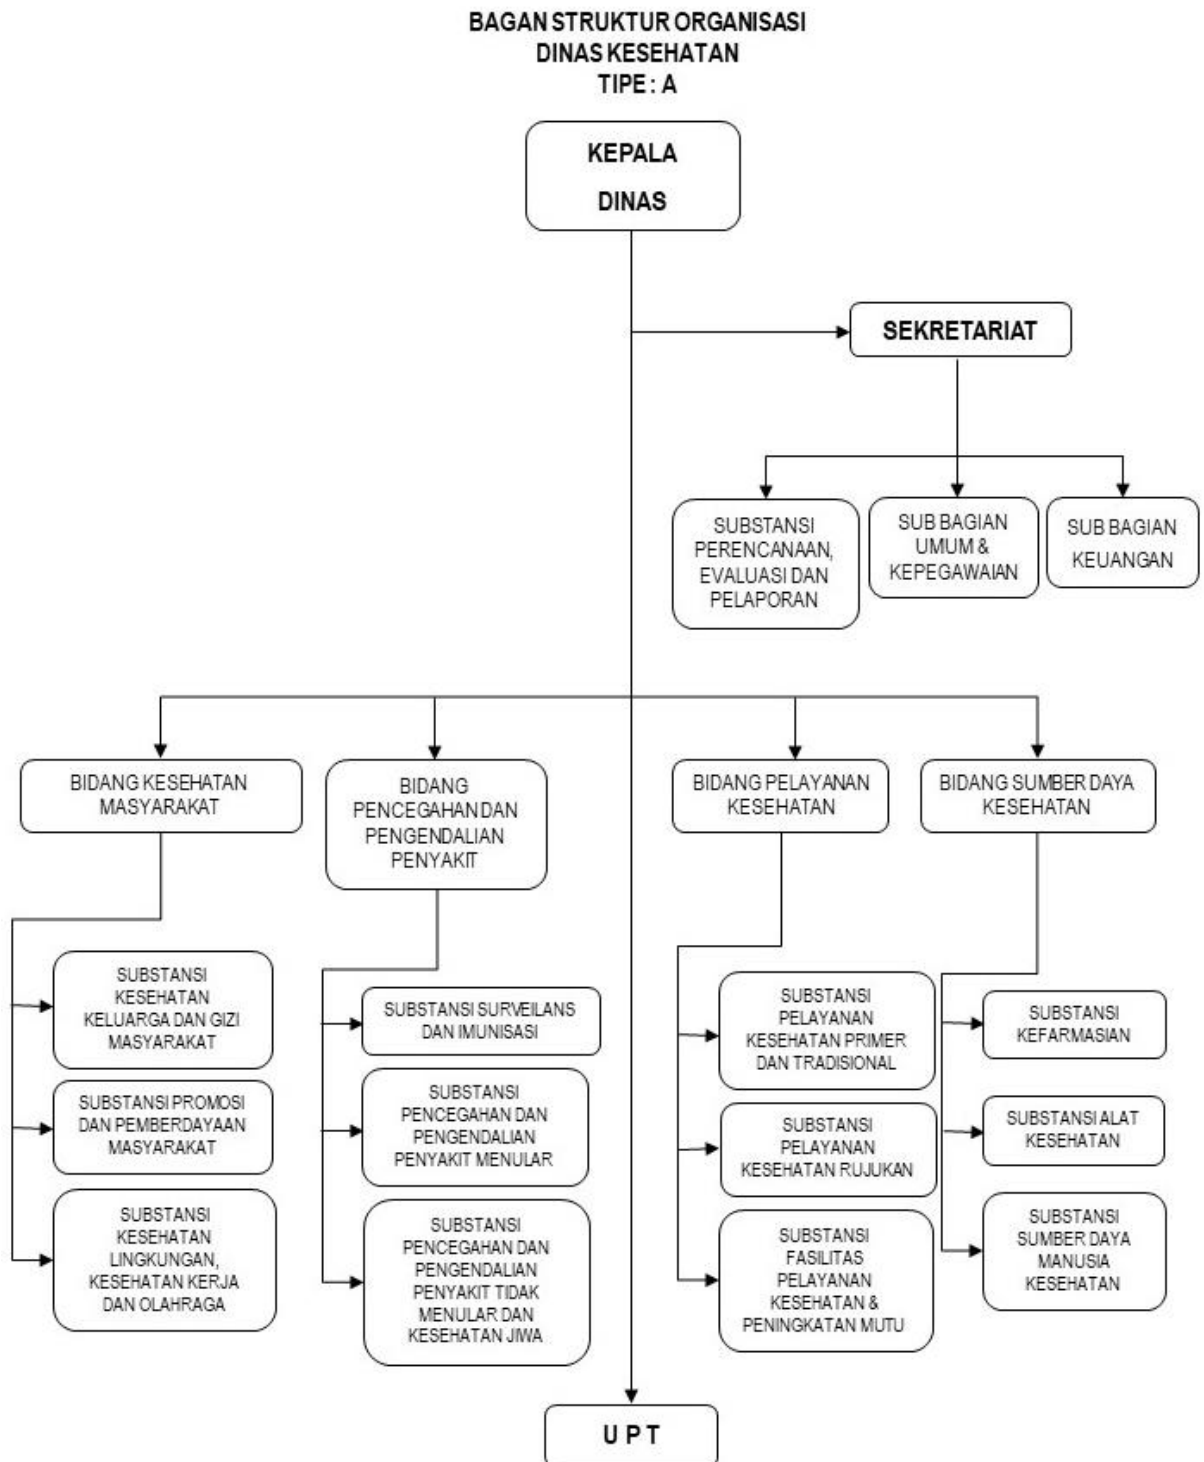 BAGAN STRUKTUR ORGANISASI
DINAS KESEHATAN
TIPE : A
KEPALA
DINAS
SEKRETARIAT
SUBSTANSI
PERENCANAAN,
EVALUASI DAN
PELAPORAN
SUB BAGIAN
UMUM &
KEPEGAWAIAN
SUB BAGIAN
KEUANGAN
BIDANG KESEHATAN
MASYARAKAT
BIDANG
PENCEGAHAN DAN
PENGENDALIAN
PENYAKIT
BIDANG PELAYANAN
KESEHATAN
BIDANG SUMBER DAYA
KESEHATAN
SUBSTANSI
KESEHATAN
KELUARGA DAN GIZI
MASYARAKAT
SUBSTANSI PROMOSI
DAN PEMBERDAYAAN
MASYARAKAT
SUBSTANSI
KESEHATAN
LINGKUNGAN,
KESEHATAN KERJA
DAN OLAHRAGA
SUBSTANSI SURVEILANS
DAN IMUNISASI
SUBSTANSI
PENCEGAHAN DAN
PENGENDALIAN
PENYAKIT MENULAR
SUBSTANSI
PENCEGAHAN DAN
PENGENDALIAN
PENYAKIT TIDAK
MENULAR DAN
KESEHATAN JIWA
SUBSTANSI
PELAYANAN
KESEHATAN PRIMER
DAN TRADISIONAL
SUBSTANSI
PELAYANAN
KESEHATAN RUJUKAN
SUBSTANSI
FASILITAS
PELAYANAN
KESEHATAN &
PENINGKATAN MUTU
SUBSTANSI
KEFARMASIAN
SUBSTANSI ALAT
KESEHATAN
SUBSTANSI
SUMBER DAYA
MANUSIA
KESEHATAN
U P T